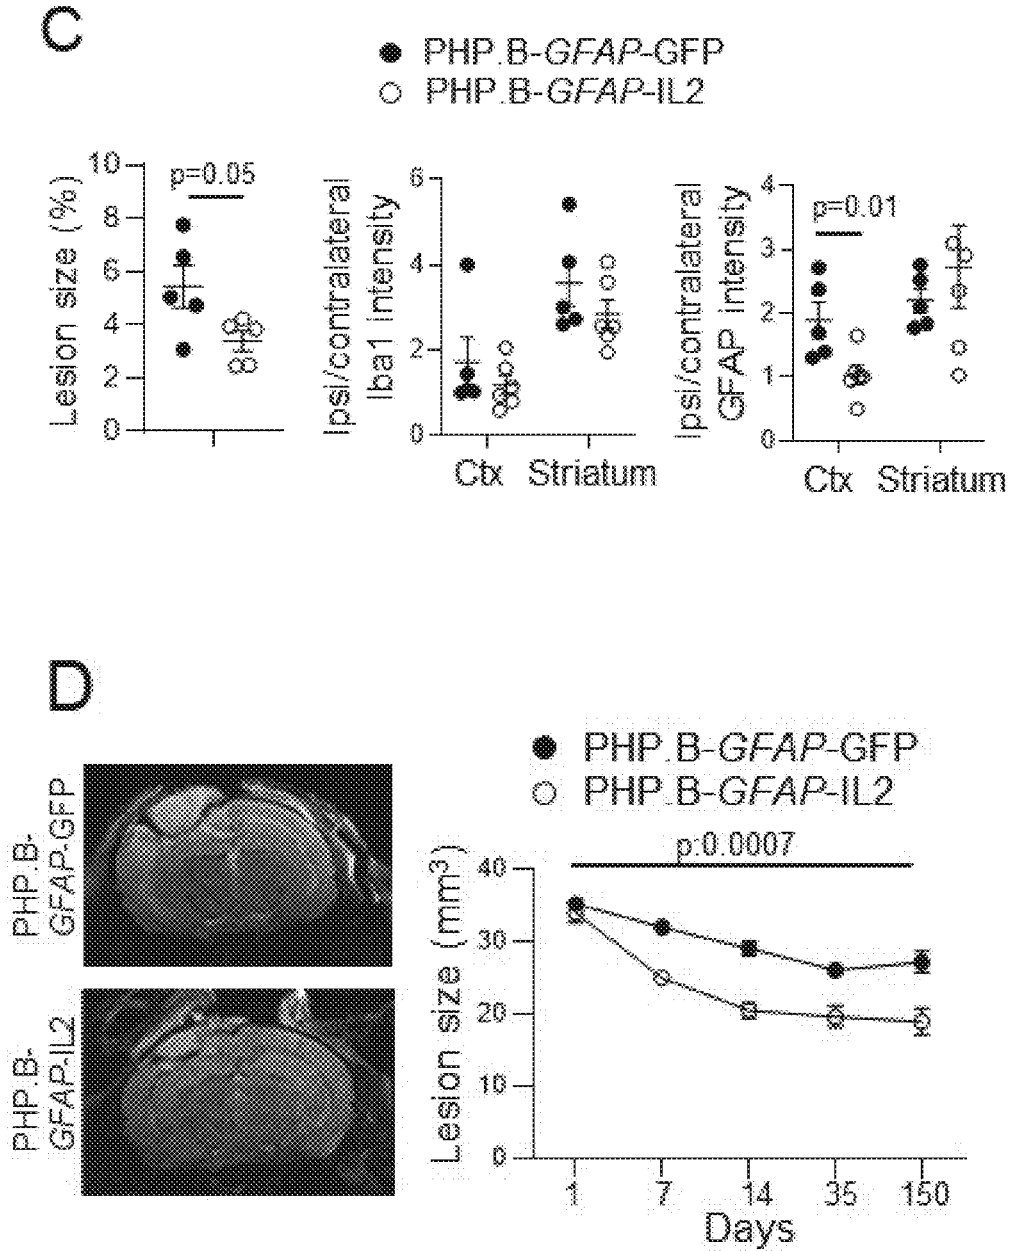 C
PHP.B-GFAP-GFP
PHP.B-GFAP-IL2
Lesion size (%)
10
8
6
4
2
0
p=0.05
Ipsi/contralateral
Iba1 intensity
6
4
2
0
Ctx Striatum
Ipsi/contralateral
GFAP intensity
4
3
2
1
0
p=0.01
Ctx Striatum
D
PHP.B-
GFAP-GFP
PHP.B-
GFAP-IL2
PHP.B-GFAP-GFP
PHP.B-GFAP-IL2
p:0.0007
Lesion size (mm³)
40
30
20
10
0
1 7 14 35 150
Days